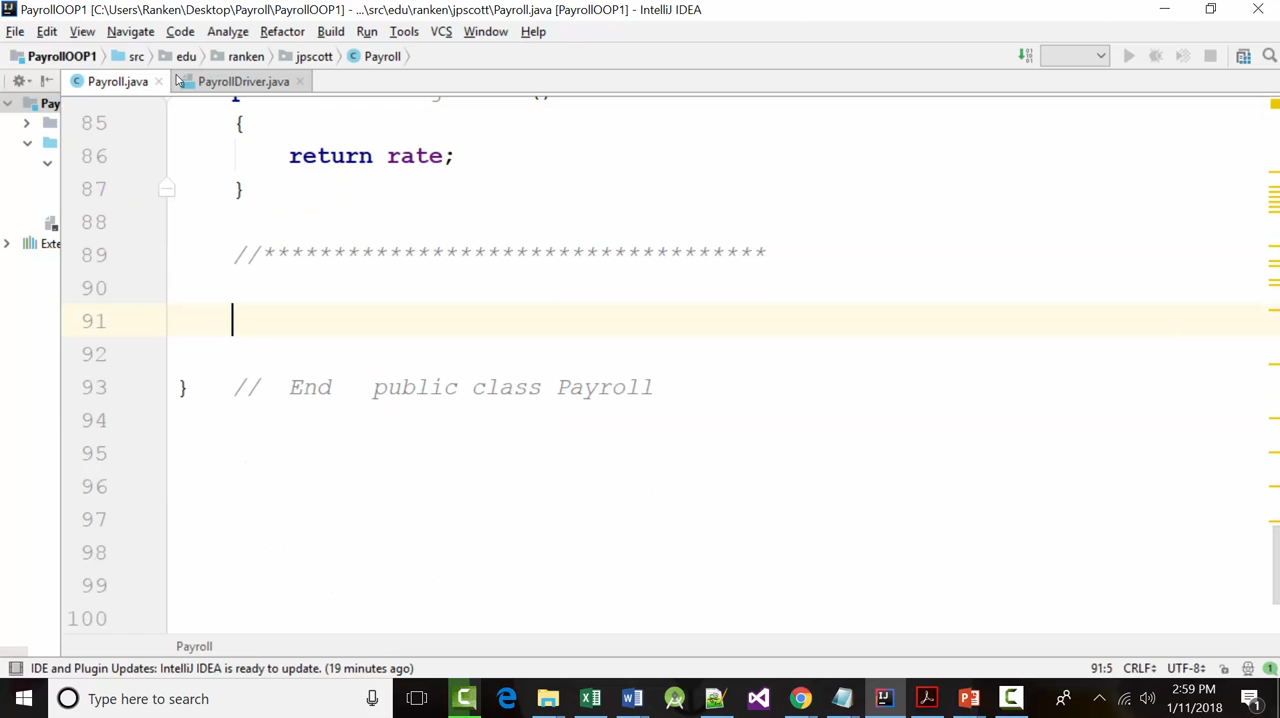 PayrollOOP1 [C:\Users\Ranken\Desktop\Payroll\PayrollOOP1] - ...\src\edu\ranken\jpscott\Payroll.java [PayrollOOP1] - IntelliJ IDEA
File Edit View Navigate Code Analyze Refactor Build Run Tools VCS Window Help
PayrollOOP1 src edu ranken jpscott Payroll
Payroll.java PayrollDriver.java
Pay
85 {
86 return rate;
87 }
88
Exte
89 //************************************
90
91
92
93 } // End public class Payroll
94
95
96
97
98
99
100
Payroll
IDE and Plugin Updates: IntelliJ IDEA is ready to update. (19 minutes ago) 91:5 CRLF UTF-8
Type here to search
2:59 PM
1/11/2018